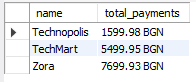 name total_payments
Technopolis 1599.98 BGN
TechMart 5499.95 BGN
Zora 7699.93 BGN